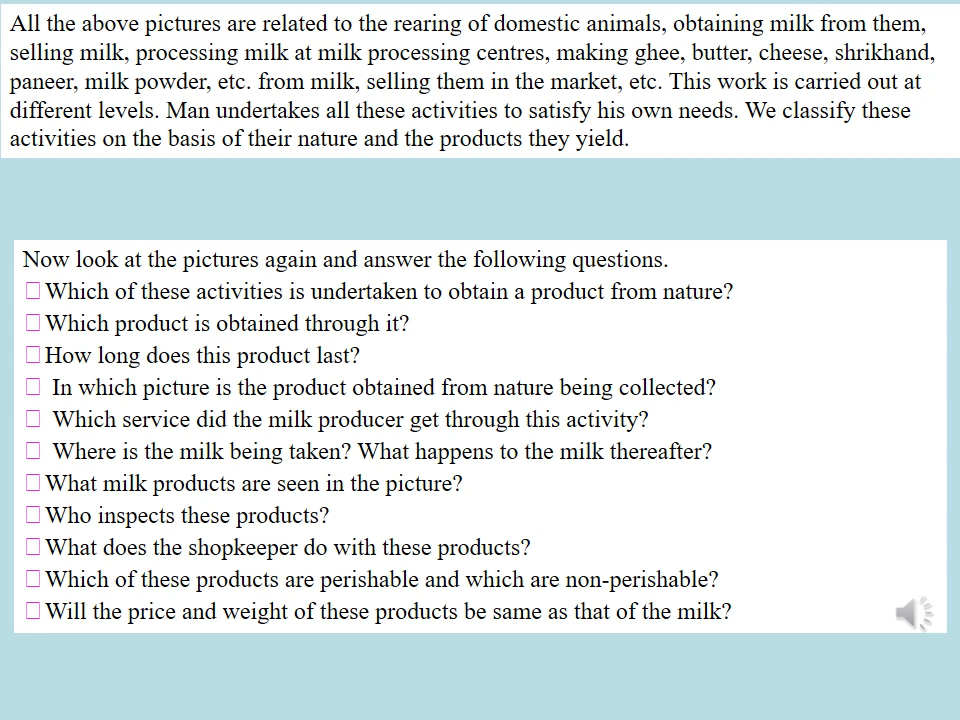 All the above pictures are related to the rearing of domestic animals, obtaining milk from them,
selling milk, processing milk at milk processing centres, making ghee, butter, cheese, shrikhand,
paneer, milk powder, etc. from milk, selling them in the market, etc. This work is carried out at
different levels. Man undertakes all these activities to satisfy his own needs. We classify these
activities on the basis of their nature and the products they yield.
Now look at the pictures again and answer the following questions.
Which of these activities is undertaken to obtain a product from nature?
Which product is obtained through it?
How long does this product last?
In which picture is the product obtained from nature being collected?
Which service did the milk producer get through this activity?
Where is the milk being taken? What happens to the milk thereafter?
What milk products are seen in the picture?
Who inspects these products?
What does the shopkeeper do with these products?
Which of these products are perishable and which are non-perishable?
Will the price and weight of these products be same as that of the milk?